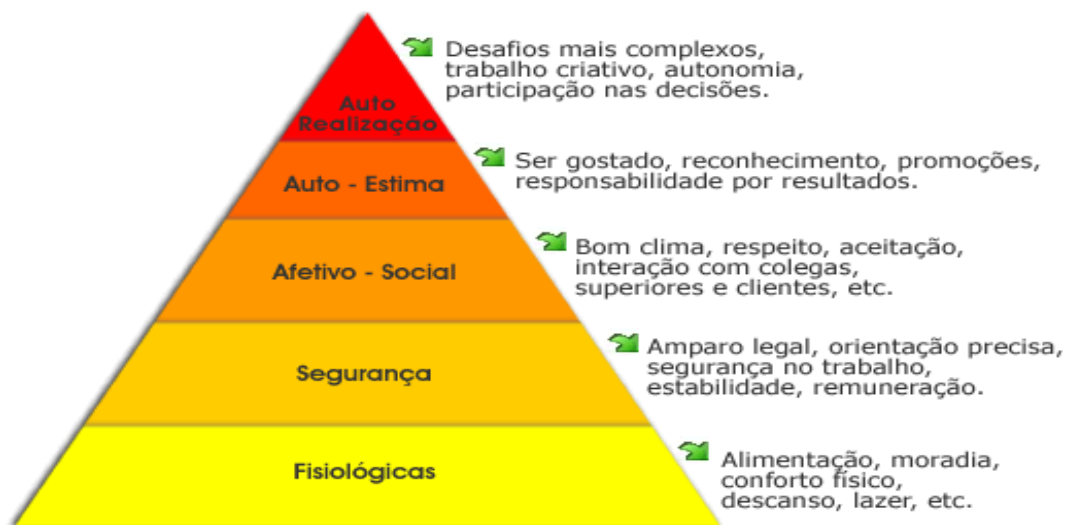 Desafios mais complexos,
trabalho criativo, autonomia,
participação nas decisões.
Auto
Realização
Ser gostado, reconhecimento, promoções,
responsabilidade por resultados.
Auto - Estima
Bom clima, respeito, aceitação,
interação com colegas,
superiores e clientes, etc.
Afetivo - Social
Amparo legal, orientação precisa,
segurança no trabalho,
estabilidade, remuneração.
Segurança
Alimentação, moradia,
conforto físico,
descanso, lazer, etc.
Fisiológicas